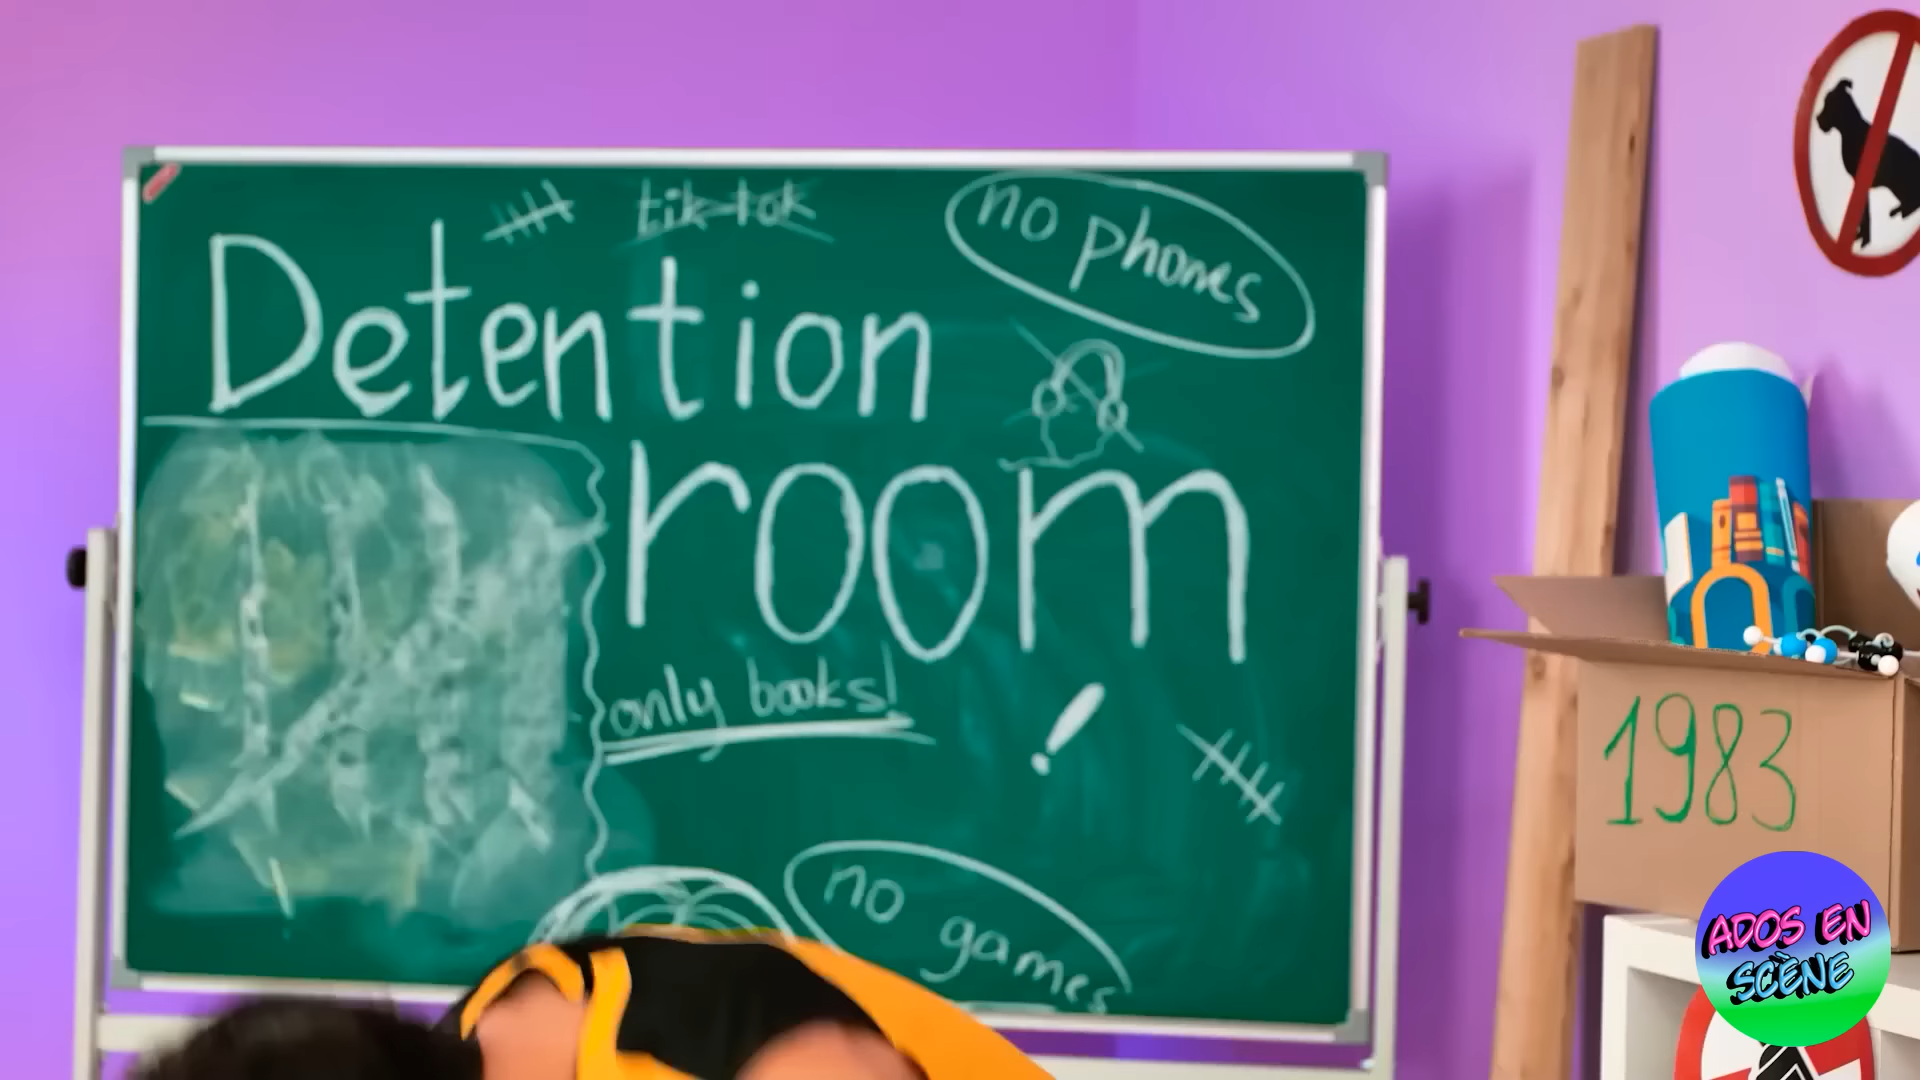 tik tok
no phones
Detention
room
only books!
!
no games
1983
ADOS EN
SCÈNE